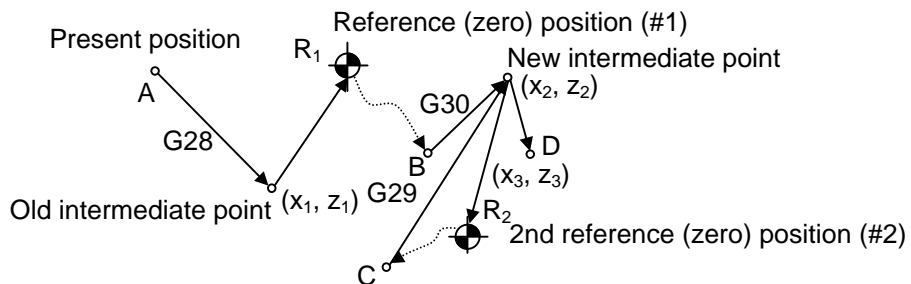 Reference (zero) position (#1)
Present position
R₁
New intermediate point
A
(x₂, z₂)
G30
G28
D
B
(x₃, z₃)
G29
Old intermediate point
(x₁, z₁)
R₂
2nd reference (zero) position (#2)
C